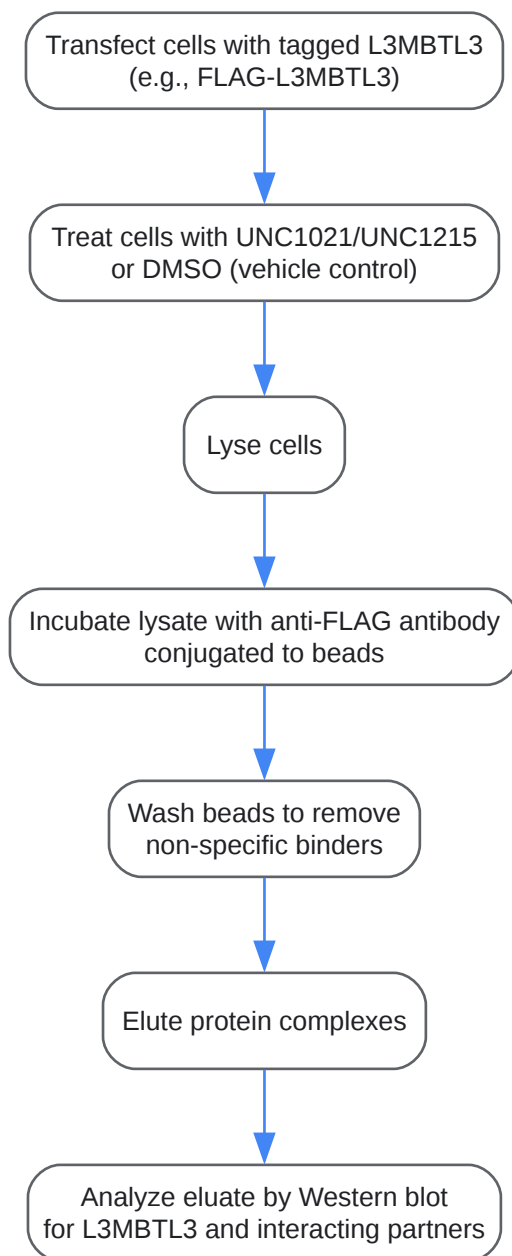 Transfect cells with tagged L3MBTL3
(e.g., FLAG-L3MBTL3)
Treat cells with UNC1021/UNC1215
or DMSO (vehicle control)
Lyse cells
Incubate lysate with anti-FLAG antibody
conjugated to beads
Wash beads to remove
non-specific binders
Elute protein complexes
Analyze eluate by Western blot
for L3MBTL3 and interacting partners